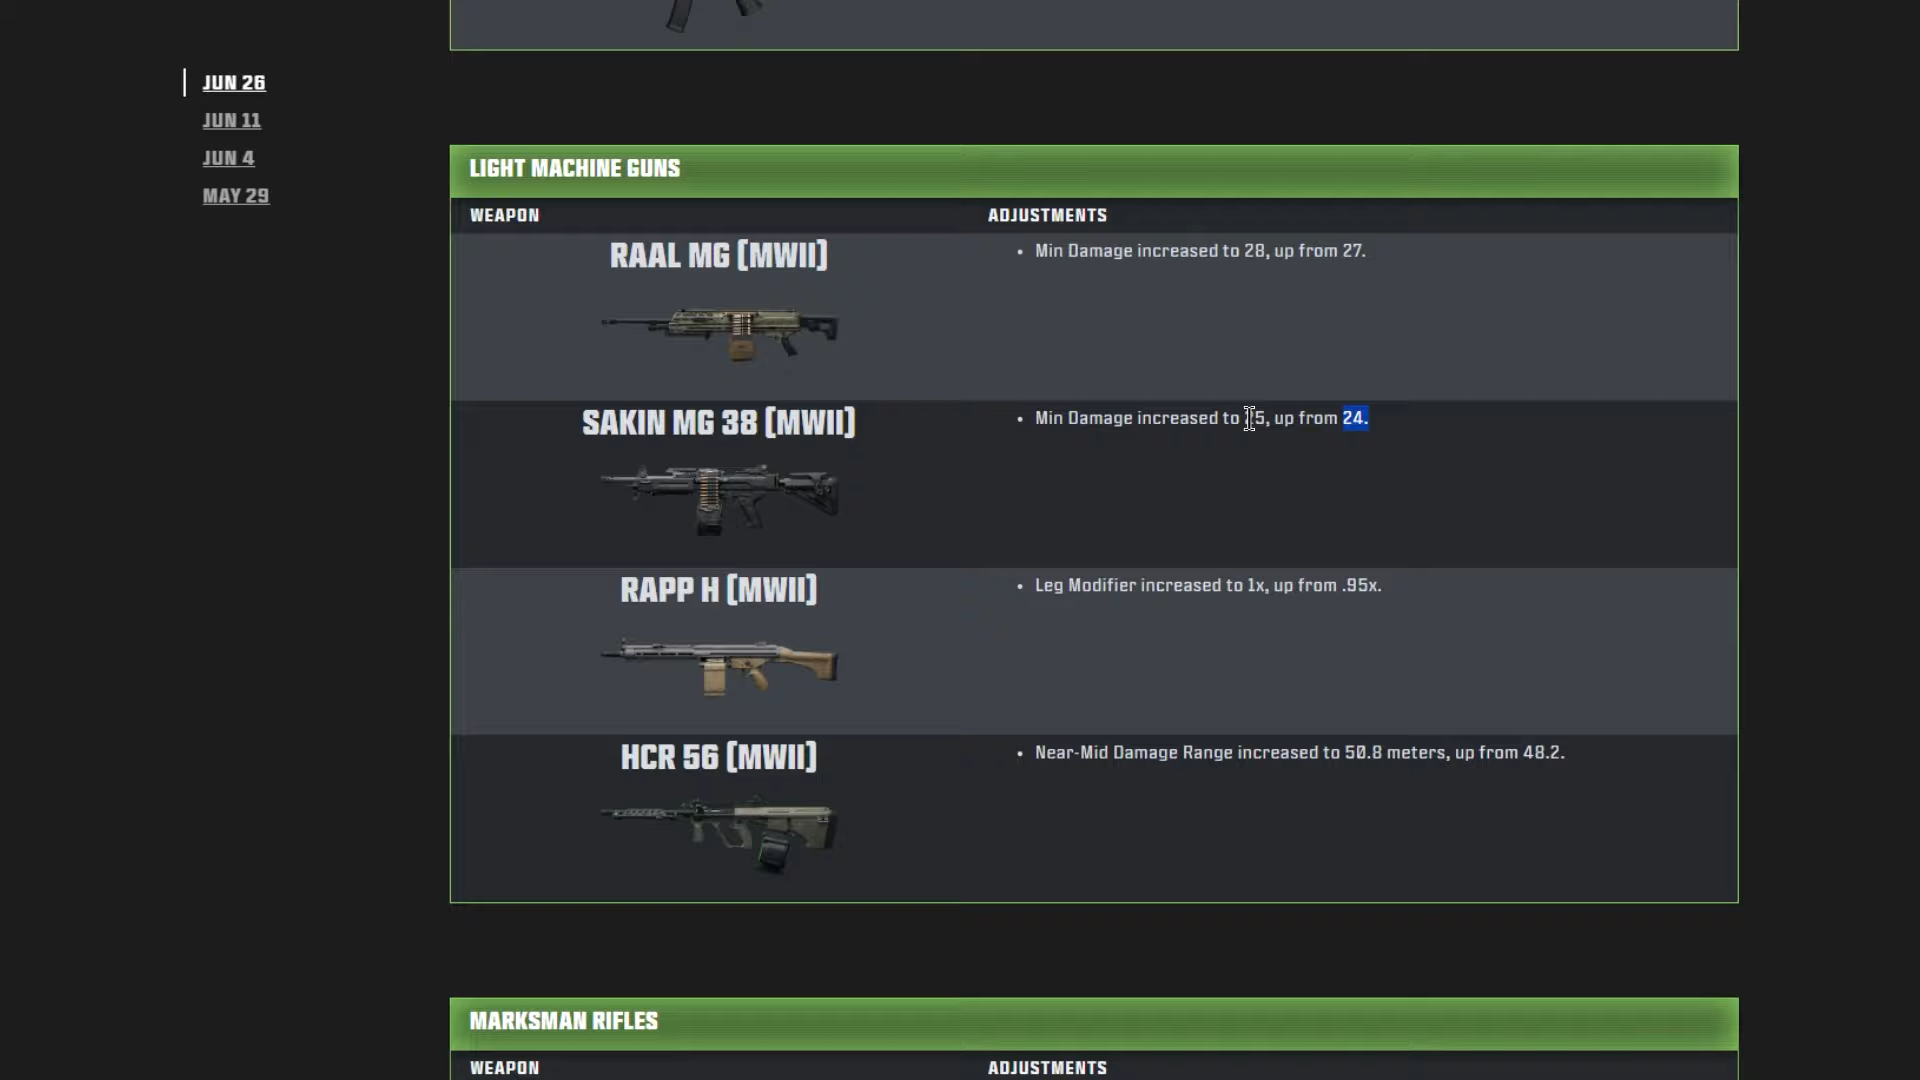 JUN 26
JUN 11
JUN 4
MAY 29
LIGHT MACHINE GUNS
WEAPON ADJUSTMENTS
RAAL MG (MWII)
• Min Damage increased to 28, up from 27.
SAKIN MG 38 (MWII)
• Min Damage increased to 25, up from 24.
RAPP H (MWII)
• Leg Modifier increased to 1x, up from .95x.
HCR 56 (MWII)
• Near-Mid Damage Range increased to 50.8 meters, up from 48.2.
MARKSMAN RIFLES
WEAPON ADJUSTMENTS